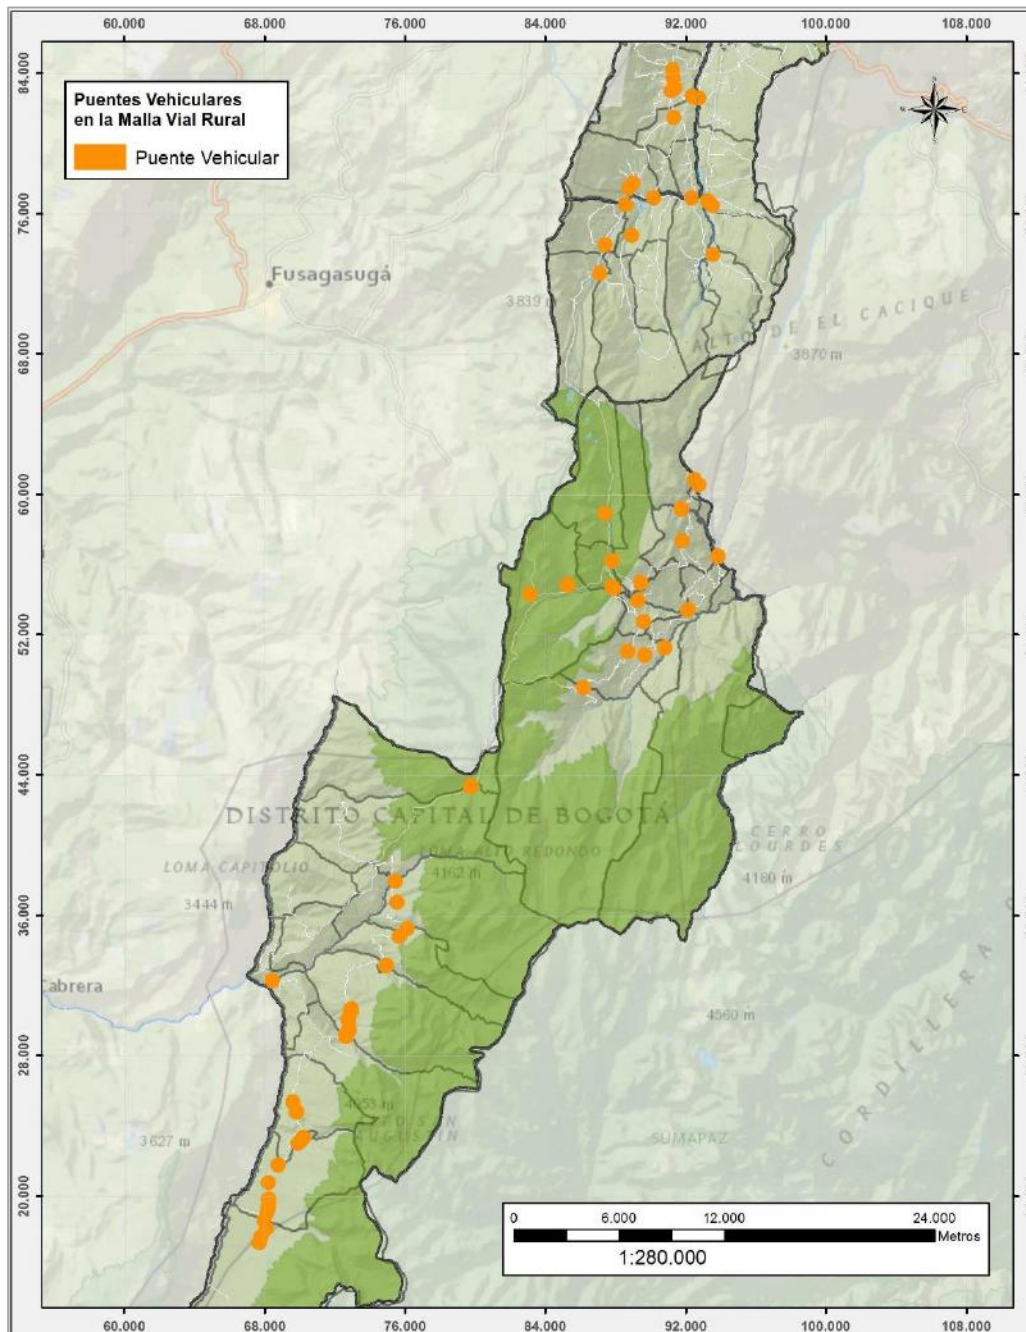 60.000 68.000 76.000 84.000 92.000 100.000 108.000
84.000
Puentes Vehiculares
en la Malla Vial Rural
Puente Vehicular
N
W E
S
76.000
Fusagasugá
3839 m
ALTO DE EL CACIQUE
3870 m
68.000
60.000
52.000
44.000
DISTRITO CAPITAL DE BOGOTÁ
CERRO
LOURDES
LOMA CAPITOLIO
LOMA ALTO REDONDO
4162 m
4180 m
3444 m
36.000
Cabrera
4560 m
28.000
3627 m
SUMAPAZ
CORDILLERA
20.000
0 6.000 12.000 24.000
Metros
1:280.000
60.000 68.000 76.000 84.000 92.000 100.000 108.000